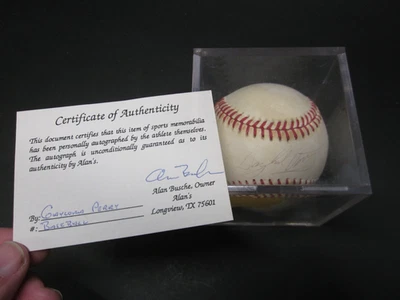 Certificate of Authenticity
This document certifies that this item of sports memorabilia
has been personally autographed by the athlete themselves.
The autograph is unconditionally guaranteed as to its
authenticity by Alan's.
Alan Busche, Owner
Alan's
Longview, TX 75601
By: Gaylord Perry
#: Baseball